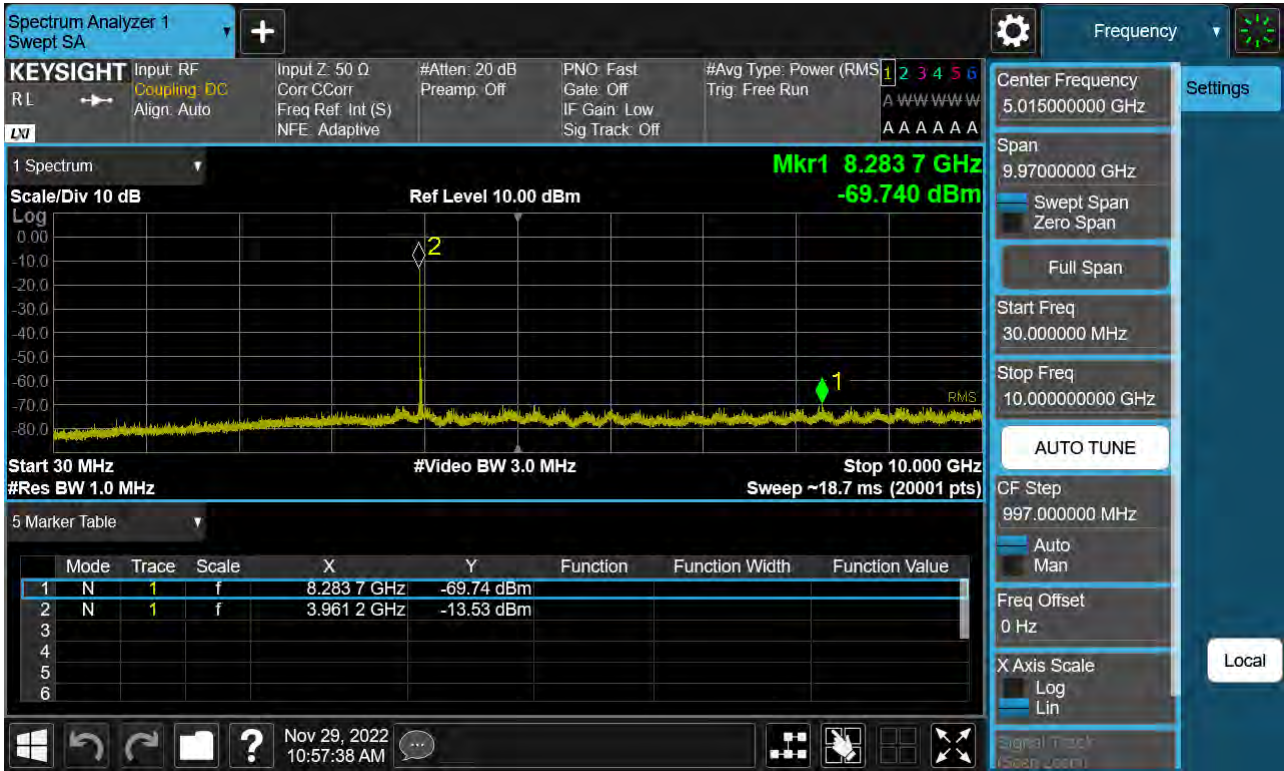 Spectrum Analyzer 1
Swept SA
+
Frequency
KEYSIGHT
RL
LXI
Input: RF
Coupling: DC
Align: Auto
Input Z: 50 Ω
Corr CCorr
Freq Ref: Int (S)
NFE: Adaptive
#Atten: 20 dB
Preamp: Off
PNO: Fast
Gate: Off
IF Gain: Low
Sig Track: Off
#Avg Type: Power (RMS
Trig: Free Run
1 2 3 4 5 6
A W W W W W
A A A A A A
1 Spectrum
Mkr1 8.283 7 GHz
Scale/Div 10 dB
Ref Level 10.00 dBm
-69.740 dBm
Log
0.00
-10.0
-20.0
-30.0
-40.0
-50.0
-60.0
-70.0
-80.0
2
1
RMS
Start 30 MHz
#Video BW 3.0 MHz
Stop 10.000 GHz
#Res BW 1.0 MHz
Sweep ~18.7 ms (20001 pts)
5 Marker Table
Mode Trace Scale X Y Function Function Width Function Value
1 N 1 f 8.283 7 GHz -69.74 dBm
2 N 1 f 3.961 2 GHz -13.53 dBm
3
4
5
6
?
Nov 29, 2022
10:57:38 AM
Center Frequency
5.015000000 GHz
Span
9.97000000 GHz
Swept Span
Zero Span
Full Span
Start Freq
30.000000 MHz
Stop Freq
10.000000000 GHz
AUTO TUNE
CF Step
997.000000 MHz
Auto
Man
Freq Offset
0 Hz
X Axis Scale
Log
Lin
Signal Track
(Span Zoom)
Settings
Local